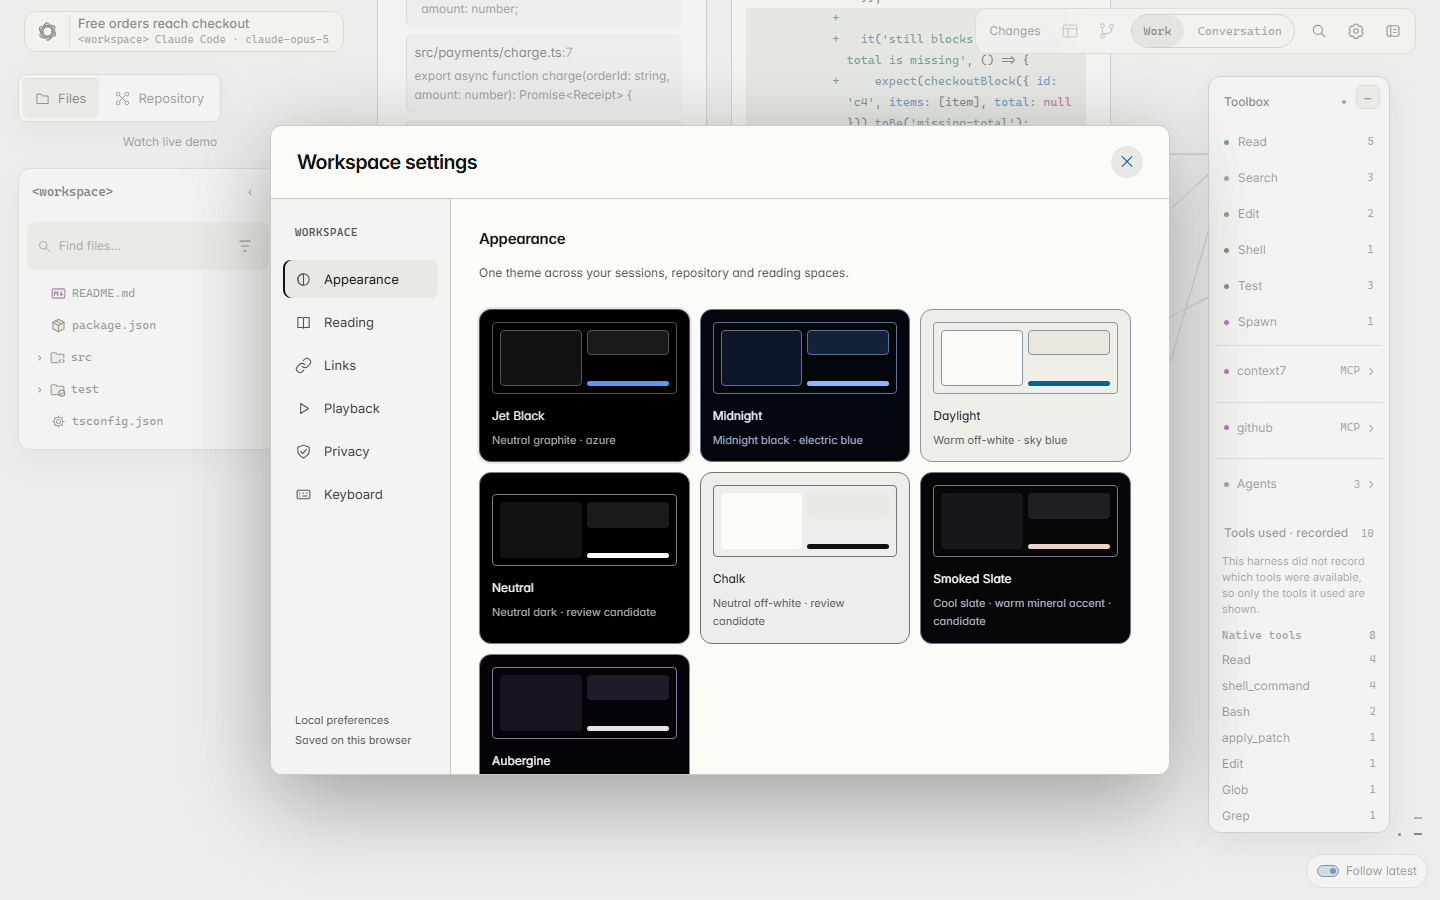 Free orders reach checkout
<workspace> Claude Code · claude-opus-5
Files
Repository
Watch live demo
<workspace>
Find files...
README.md
package.json
src
test
tsconfig.json
amount: number;
src/payments/charge.ts:7
export async function charge(orderId: string,
amount: number): Promise<Receipt> {
+
+ it('still blocks
total is missing', () => {
+ expect(checkoutBlock({ id:
'c4', items: [item], total: null
})).toBe('missing-total');
Changes
Work
Conversation
Workspace settings
WORKSPACE
Appearance
Reading
Links
Playback
Privacy
Keyboard
Local preferences
Saved on this browser
Appearance
One theme across your sessions, repository and reading spaces.
Jet Black
Neutral graphite · azure
Midnight
Midnight black · electric blue
Daylight
Warm off-white · sky blue
Neutral
Neutral dark · review candidate
Chalk
Neutral off-white · review
candidate
Smoked Slate
Cool slate · warm mineral accent ·
candidate
Aubergine
Toolbox
Read 5
Search 3
Edit 2
Shell 1
Test 3
Spawn 1
context7 MCP
github MCP
Agents 3
Tools used · recorded 10
This harness did not record
which tools were available,
so only the tools it used are
shown.
Native tools 8
Read 4
shell_command 4
Bash 2
apply_patch 1
Edit 1
Glob 1
Grep 1
Follow latest